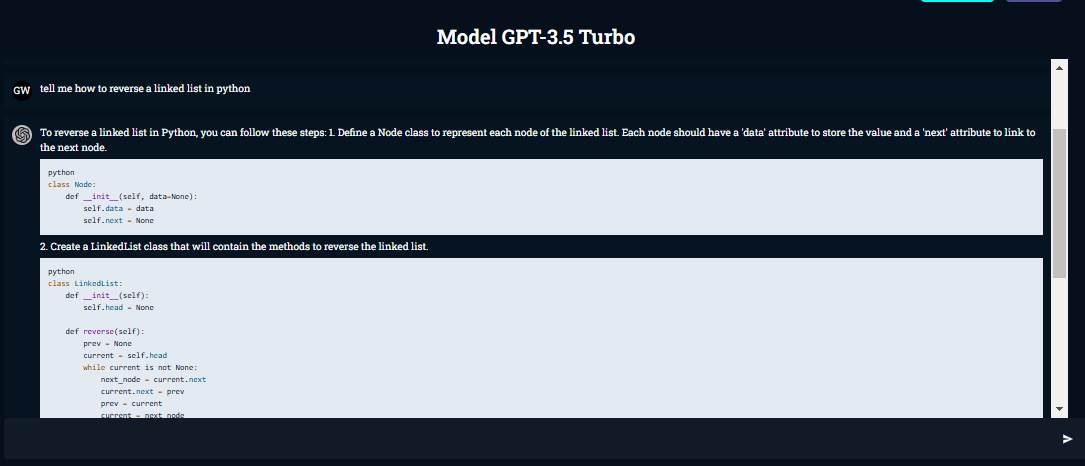 Model GPT-3.5 Turbo
GW tell me how to reverse a linked list in python
To reverse a linked list in Python, you can follow these steps: 1. Define a Node class to represent each node of the linked list. Each node should have a 'data' attribute to store the value and a 'next' attribute to link to
the next node.
python
class Node:
    def __init__(self, data=None):
        self.data = data
        self.next = None
2. Create a LinkedList class that will contain the methods to reverse the linked list.
python
class LinkedList:
    def __init__(self):
        self.head = None
    def reverse(self):
        prev = None
        current = self.head
        while current is not None:
            next_node = current.next
            current.next = prev
            prev = current
            current = next_node